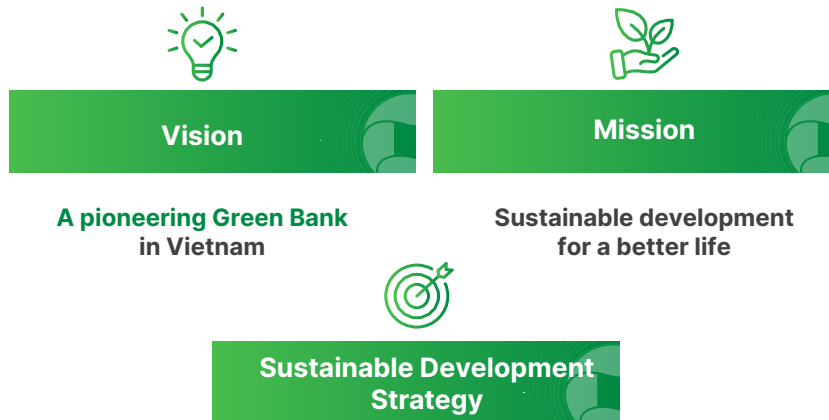 Vision
Mission
A pioneering Green Bank
in Vietnam
Sustainable development
for a better life
Sustainable Development
Strategy